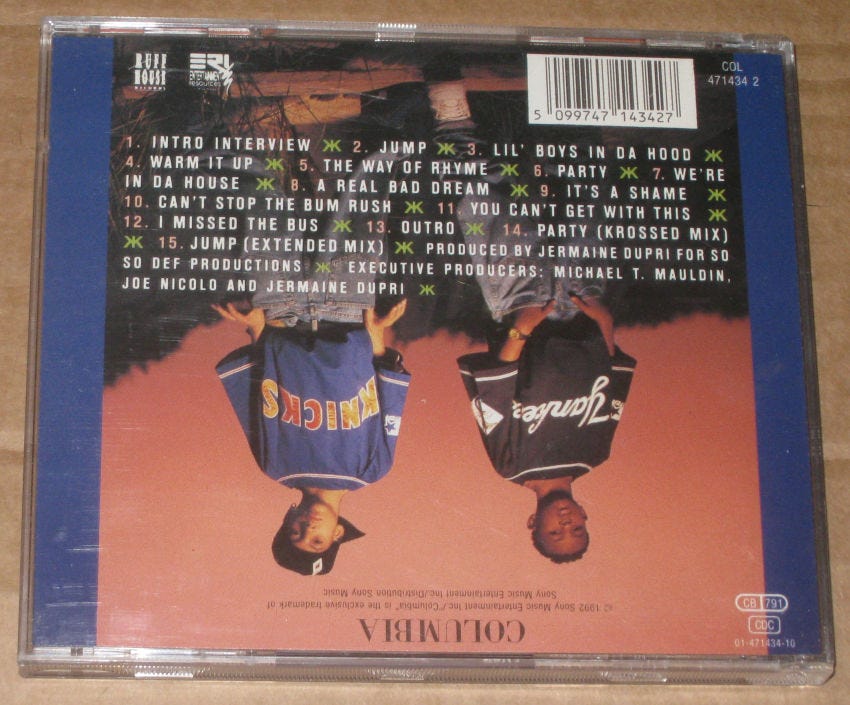 RUFF
HOUSE
RECORDS
ERI
ENTERTAINMENT
resources
5 099747 143427
COL
471434 2
1. INTRO INTERVIEW Ж 2. JUMP Ж 3. LIL' BOYS IN DA HOOD Ж
4. WARM IT UP Ж 5. THE WAY OF RHYME Ж 6. PARTY Ж 7. WE'RE
IN DA HOUSE Ж 8. A REAL BAD DREAM Ж 9. IT'S A SHAME Ж
10. CAN'T STOP THE BUM RUSH Ж 11. YOU CAN'T GET WITH THIS Ж
12. I MISSED THE BUS Ж 13. OUTRO Ж 14. PARTY (KROSSED MIX)
Ж 15. JUMP (EXTENDED MIX) Ж PRODUCED BY JERMAINE DUPRI FOR SO
SO DEF PRODUCTIONS Ж EXECUTIVE PRODUCERS: MICHAEL T. MAULDIN,
JOE NICOLO AND JERMAINE DUPRI Ж
KNICKS
Yankees
COLUMBIA
© 1992 Sony Music Entertainment Inc./"Columbia" is the exclusive trademark of
Sony Music Entertainment Inc./Distribution Sony Music
CB 791
CDC
01-471434-10